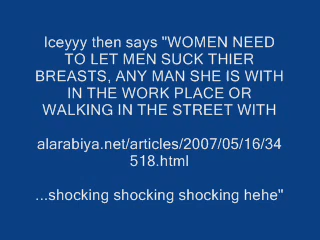 Iceyyy then says "WOMEN NEED
TO LET MEN SUCK THIER
BREASTS, ANY MAN SHE IS WITH
IN THE WORK PLACE OR
WALKING IN THE STREET WITH
alarabiya.net/articles/2007/05/16/34
518.html
...shocking shocking shocking hehe"